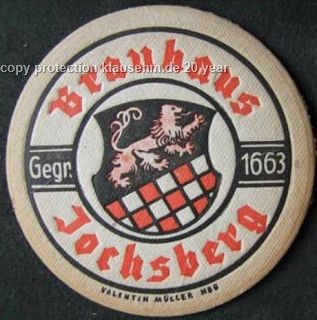 copy protection klausehm.de 20 year
Brauhaus
Gegr. 1663
Jochsberg
VALENTIN MÜLLER NBG